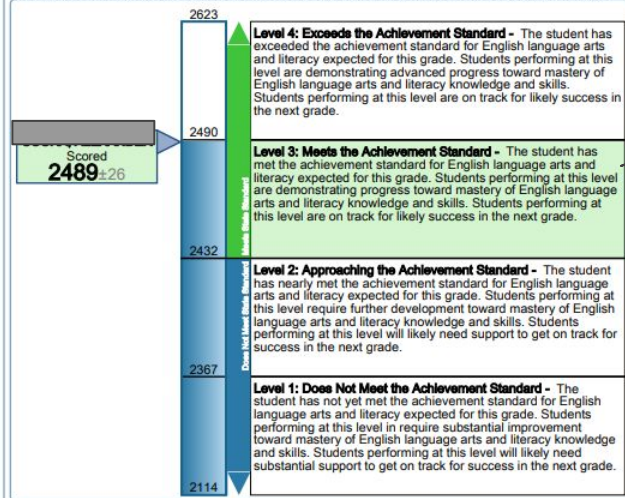 2623
Level 4: Exceeds the Achievement Standard - The student has
exceeded the achievement standard for English language arts
and literacy expected for this grade. Students performing at this
level are demonstrating advanced progress toward mastery of
English language arts and literacy knowledge and skills.
Students performing at this level are on track for likely success in
the next grade.
2490
Scored
2489±26
Meets State Standard
Level 3: Meets the Achievement Standard - The student has
met the achievement standard for English language arts and
literacy expected for this grade. Students performing at this level
are demonstrating progress toward mastery of English language
arts and literacy knowledge and skills. Students performing at
this level are on track for likely success in the next grade.
2432
Does Not Meet State Standard
Level 2: Approaching the Achievement Standard - The student
has nearly met the achievement standard for English language
arts and literacy expected for this grade. Students performing at
this level require further development toward mastery of English
language arts and literacy knowledge and skills. Students
performing at this level will likely need support to get on track for
success in the next grade.
2367
Level 1: Does Not Meet the Achievement Standard - The
student has not yet met the achievement standard for English
language arts and literacy expected for this grade. Students
performing at this level in require substantial improvement
toward mastery of English language arts and literacy knowledge
and skills. Students performing at this level will likely need
substantial support to get on track for success in the next grade.
2114